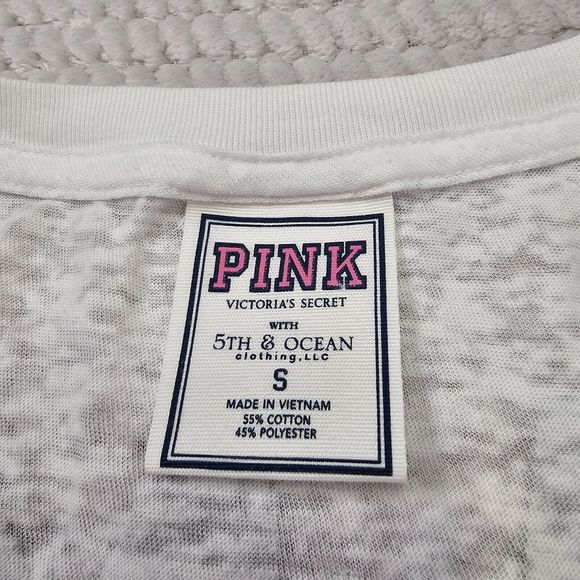 PINK
VICTORIA'S SECRET
WITH
5TH & OCEAN
clothing, LLC
S
MADE IN VIETNAM
55% COTTON
45% POLYESTER